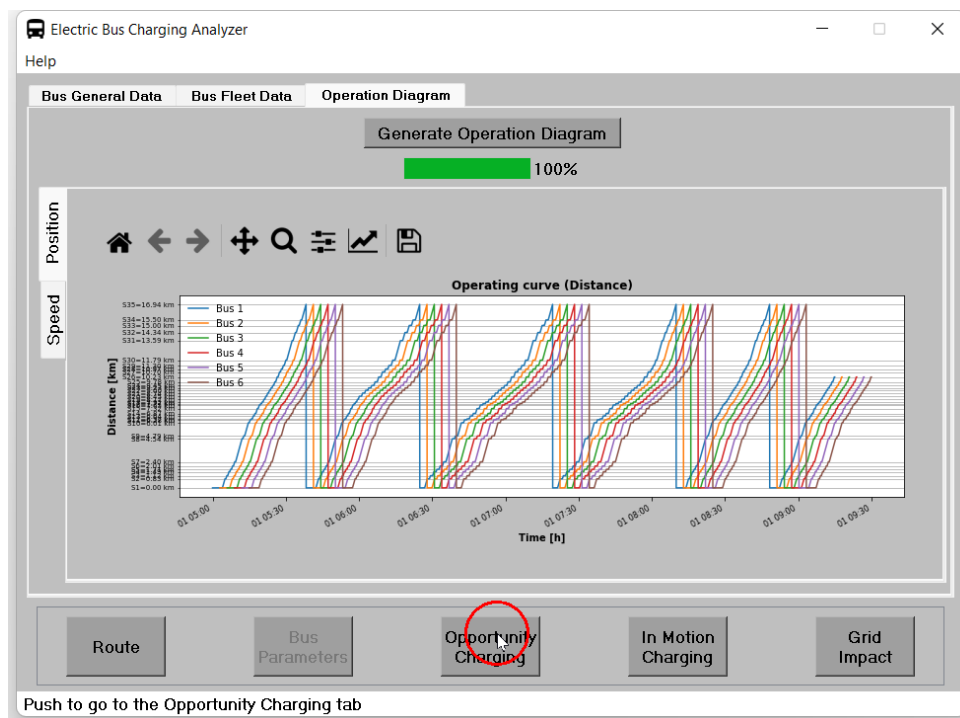 Electric Bus Charging Analyzer
Help
Bus General Data Bus Fleet Data Operation Diagram
Generate Operation Diagram
100%
Position
Speed
Operating curve (Distance)
Distance [km]
S35=16.94 km
S34=15.50 km
S33=15.00 km
S32=14.34 km
S31=13.59 km
S30=11.79 km
S7=2.40 km
S1=0.00 km
Bus 1
Bus 2
Bus 3
Bus 4
Bus 5
Bus 6
01 05:00 01 05:30 01 06:00 01 06:30 01 07:00 01 07:30 01 08:00 01 08:30 01 09:00 01 09:30
Time [h]
Route Bus Parameters Opportunity Charging In Motion Charging Grid Impact
Push to go to the Opportunity Charging tab